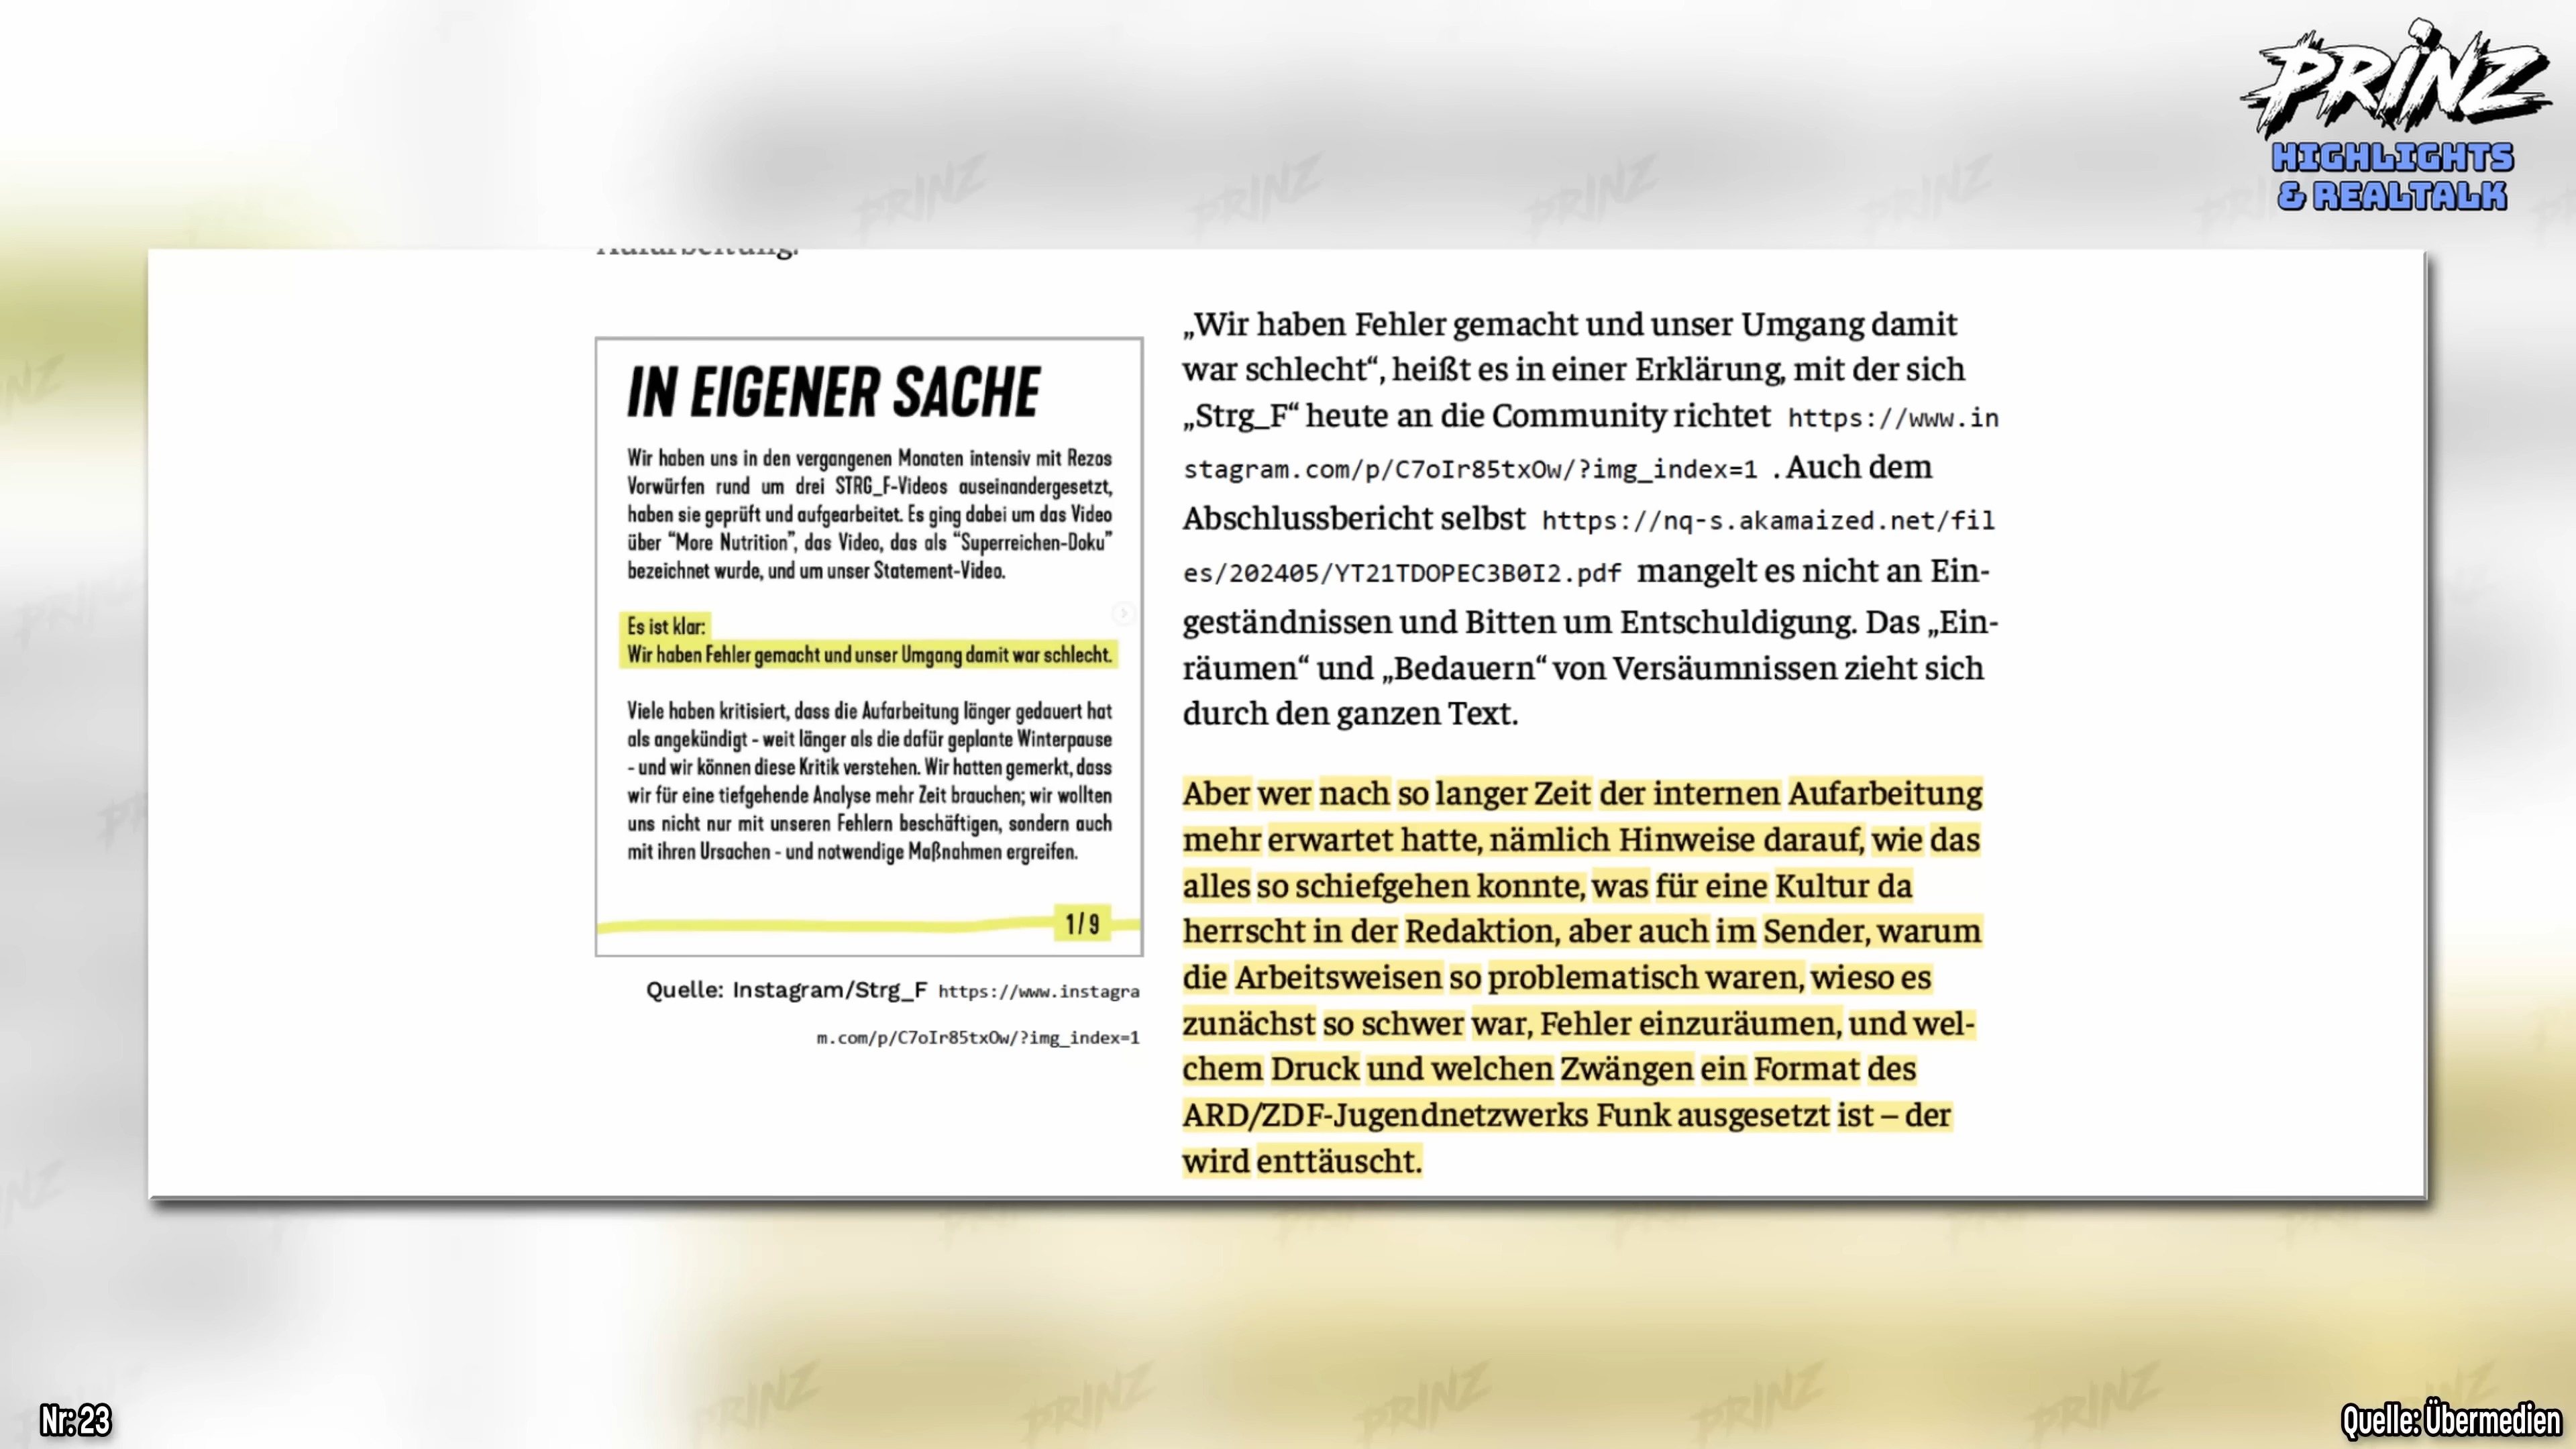 PRINZ
HIGHLIGHTS
& REALTALK
Aufarbeitung.
IN EIGENER SACHE
Wir haben uns in den vergangenen Monaten intensiv mit Rezos
Vorwürfen rund um drei STRG_F-Videos auseinandergesetzt,
haben sie geprüft und aufgearbeitet. Es ging dabei um das Video
über “More Nutrition”, das Video, das als “Superreichen-Doku”
bezeichnet wurde, und um unser Statement-Video.
Es ist klar:
Wir haben Fehler gemacht und unser Umgang damit war schlecht.
Viele haben kritisiert, dass die Aufarbeitung länger gedauert hat
als angekündigt - weit länger als die dafür geplante Winterpause
- und wir können diese Kritik verstehen. Wir hatten gemerkt, dass
wir für eine tiefgehende Analyse mehr Zeit brauchen; wir wollten
uns nicht nur mit unseren Fehlern beschäftigen, sondern auch
mit ihren Ursachen - und notwendige Maßnahmen ergreifen.
1/9
Quelle: Instagram/Strg_F https://www.instagra
m.com/p/C7oIr85txOw/?img_index=1
„Wir haben Fehler gemacht und unser Umgang damit
war schlecht“, heißt es in einer Erklärung, mit der sich
„Strg_F“ heute an die Community richtet https://www.in
stagram.com/p/C7oIr85txOw/?img_index=1 . Auch dem
Abschlussbericht selbst https://nq-s.akamaized.net/fil
es/202405/YT21TDOPEC3B0I2.pdf mangelt es nicht an Ein-
geständnissen und Bitten um Entschuldigung. Das „Ein-
räumen“ und „Bedauern“ von Versäumnissen zieht sich
durch den ganzen Text.
Aber wer nach so langer Zeit der internen Aufarbeitung
mehr erwartet hatte, nämlich Hinweise darauf, wie das
alles so schiefgehen konnte, was für eine Kultur da
herrscht in der Redaktion, aber auch im Sender, warum
die Arbeitsweisen so problematisch waren, wieso es
zunächst so schwer war, Fehler einzuräumen, und wel-
chem Druck und welchen Zwängen ein Format des
ARD/ZDF-Jugendnetzwerks Funk ausgesetzt ist – der
wird enttäuscht.
Nr: 23
Quelle: Übermedien